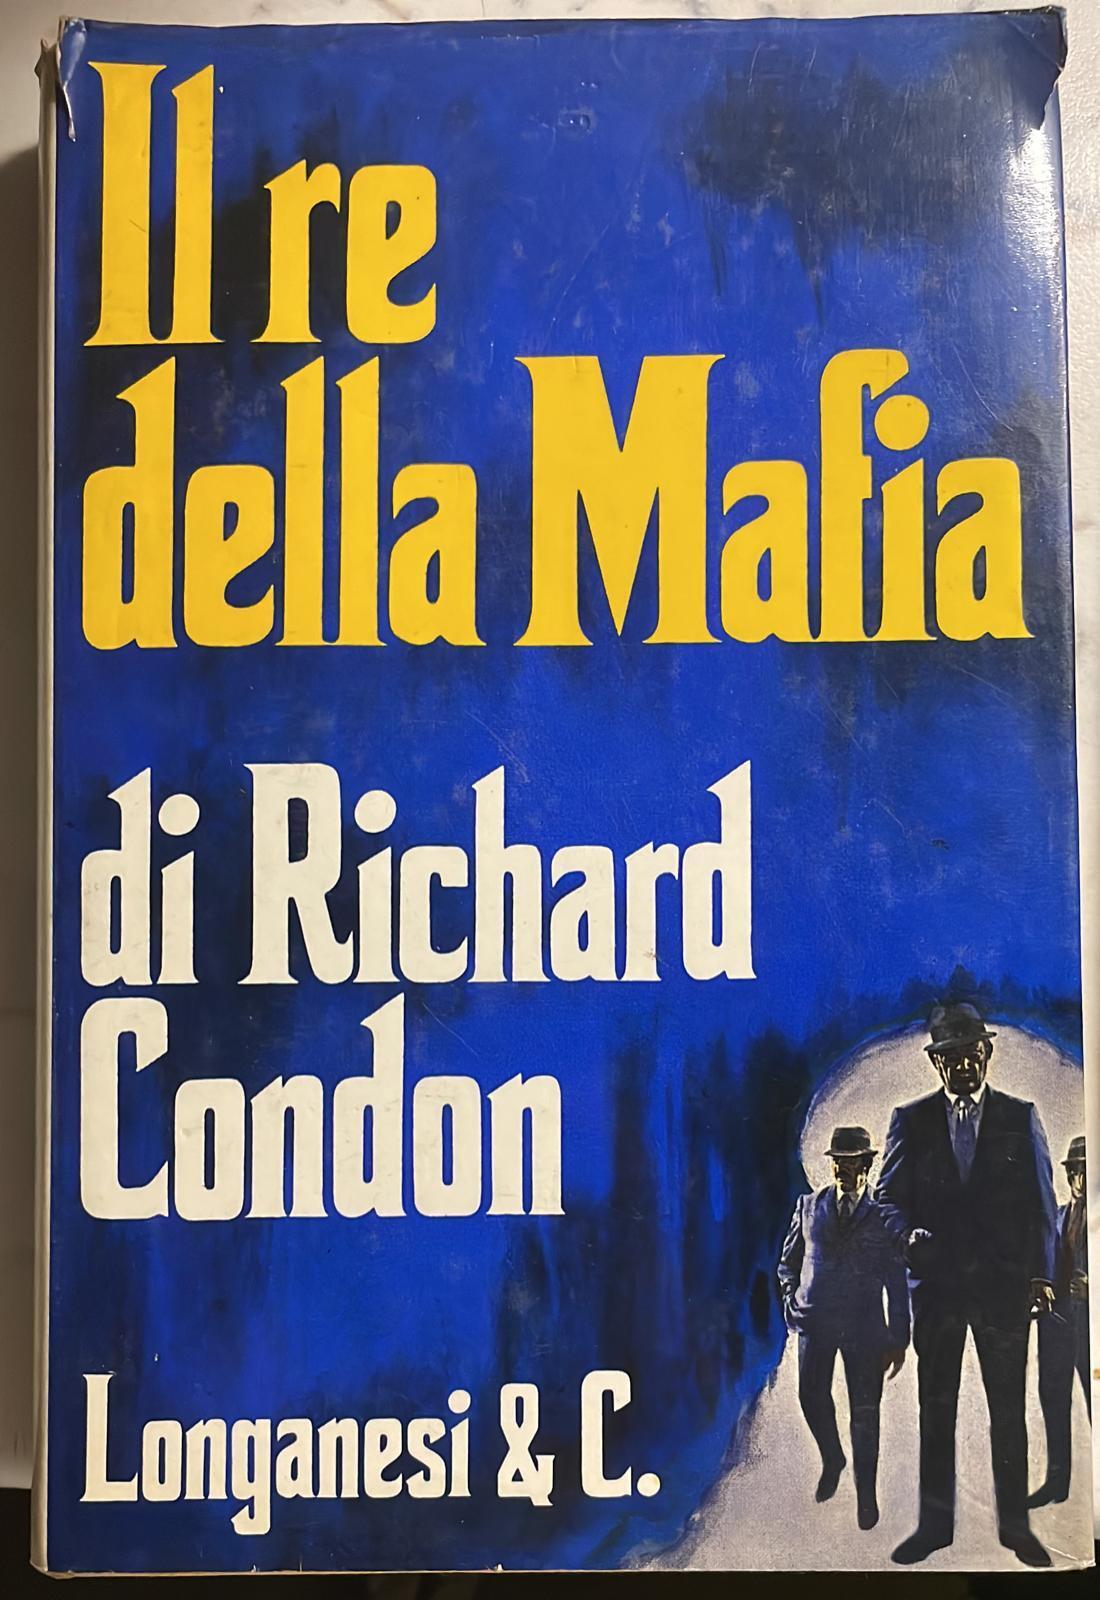 Il re
della Mafia
di Richard
Condon
Longanesi & C.